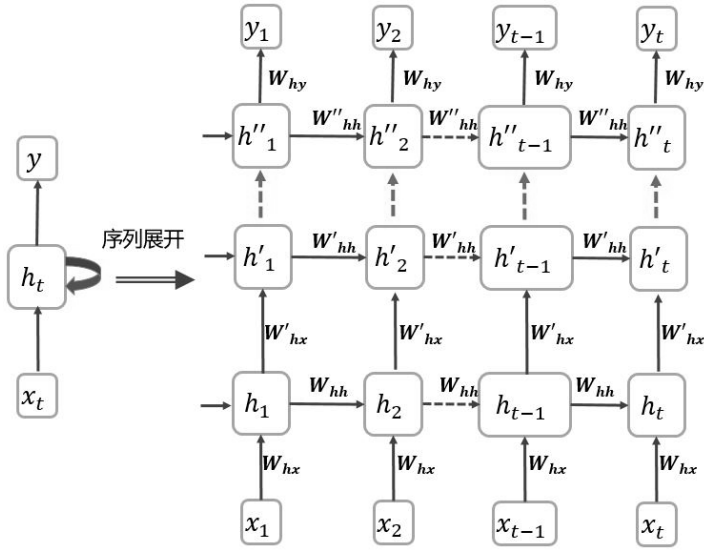 y₁ y₂ yₜ₋₁ yₜ
W_hy W_hy W_hy W_hy
h''₁ W''_hh h''₂ W''_hh h''ₜ₋₁ W''_hh h''ₜ
y
序列展开
h'₁ W'_hh h'₂ W'_hh h'ₜ₋₁ W'_hh h'ₜ
hₜ
W'_hx W'_hx W'_hx W'_hx
xₜ
h₁ W_hh h₂ W_hh hₜ₋₁ W_hh hₜ
W_hx W_hx W_hx W_hx
x₁ x₂ xₜ₋₁ xₜ